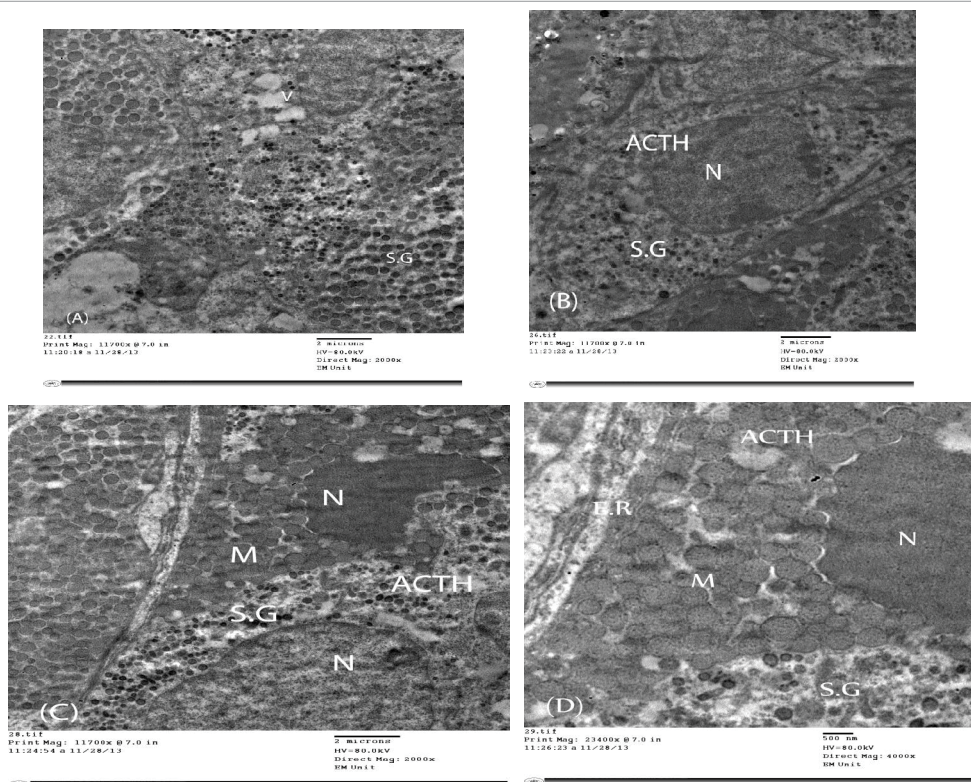 V
S.G
(A)
22.tif
Print Mag: 11700x @ 7.0 in
11:20:18 a 11/28/13
2 microns
HV=80.0kV
Direct Mag: 2000x
EM Unit
ACTH
N
S.G
(B)
26.tif
Print Mag: 11700x @ 7.0 in
11:23:22 a 11/28/13
2 microns
HV=80.0kV
Direct Mag: 2000x
EM Unit
N
M
ACTH
S.G
N
(C)
28.tif
Print Mag: 11700x @ 7.0 in
11:24:54 a 11/28/13
2 microns
HV=80.0kV
Direct Mag: 2000x
EM Unit
ACTH
E.R
N
M
S.G
(D)
29.tif
Print Mag: 23400x @ 7.0 in
11:26:23 a 11/28/13
500 nm
HV=80.0kV
Direct Mag: 4000x
EM Unit